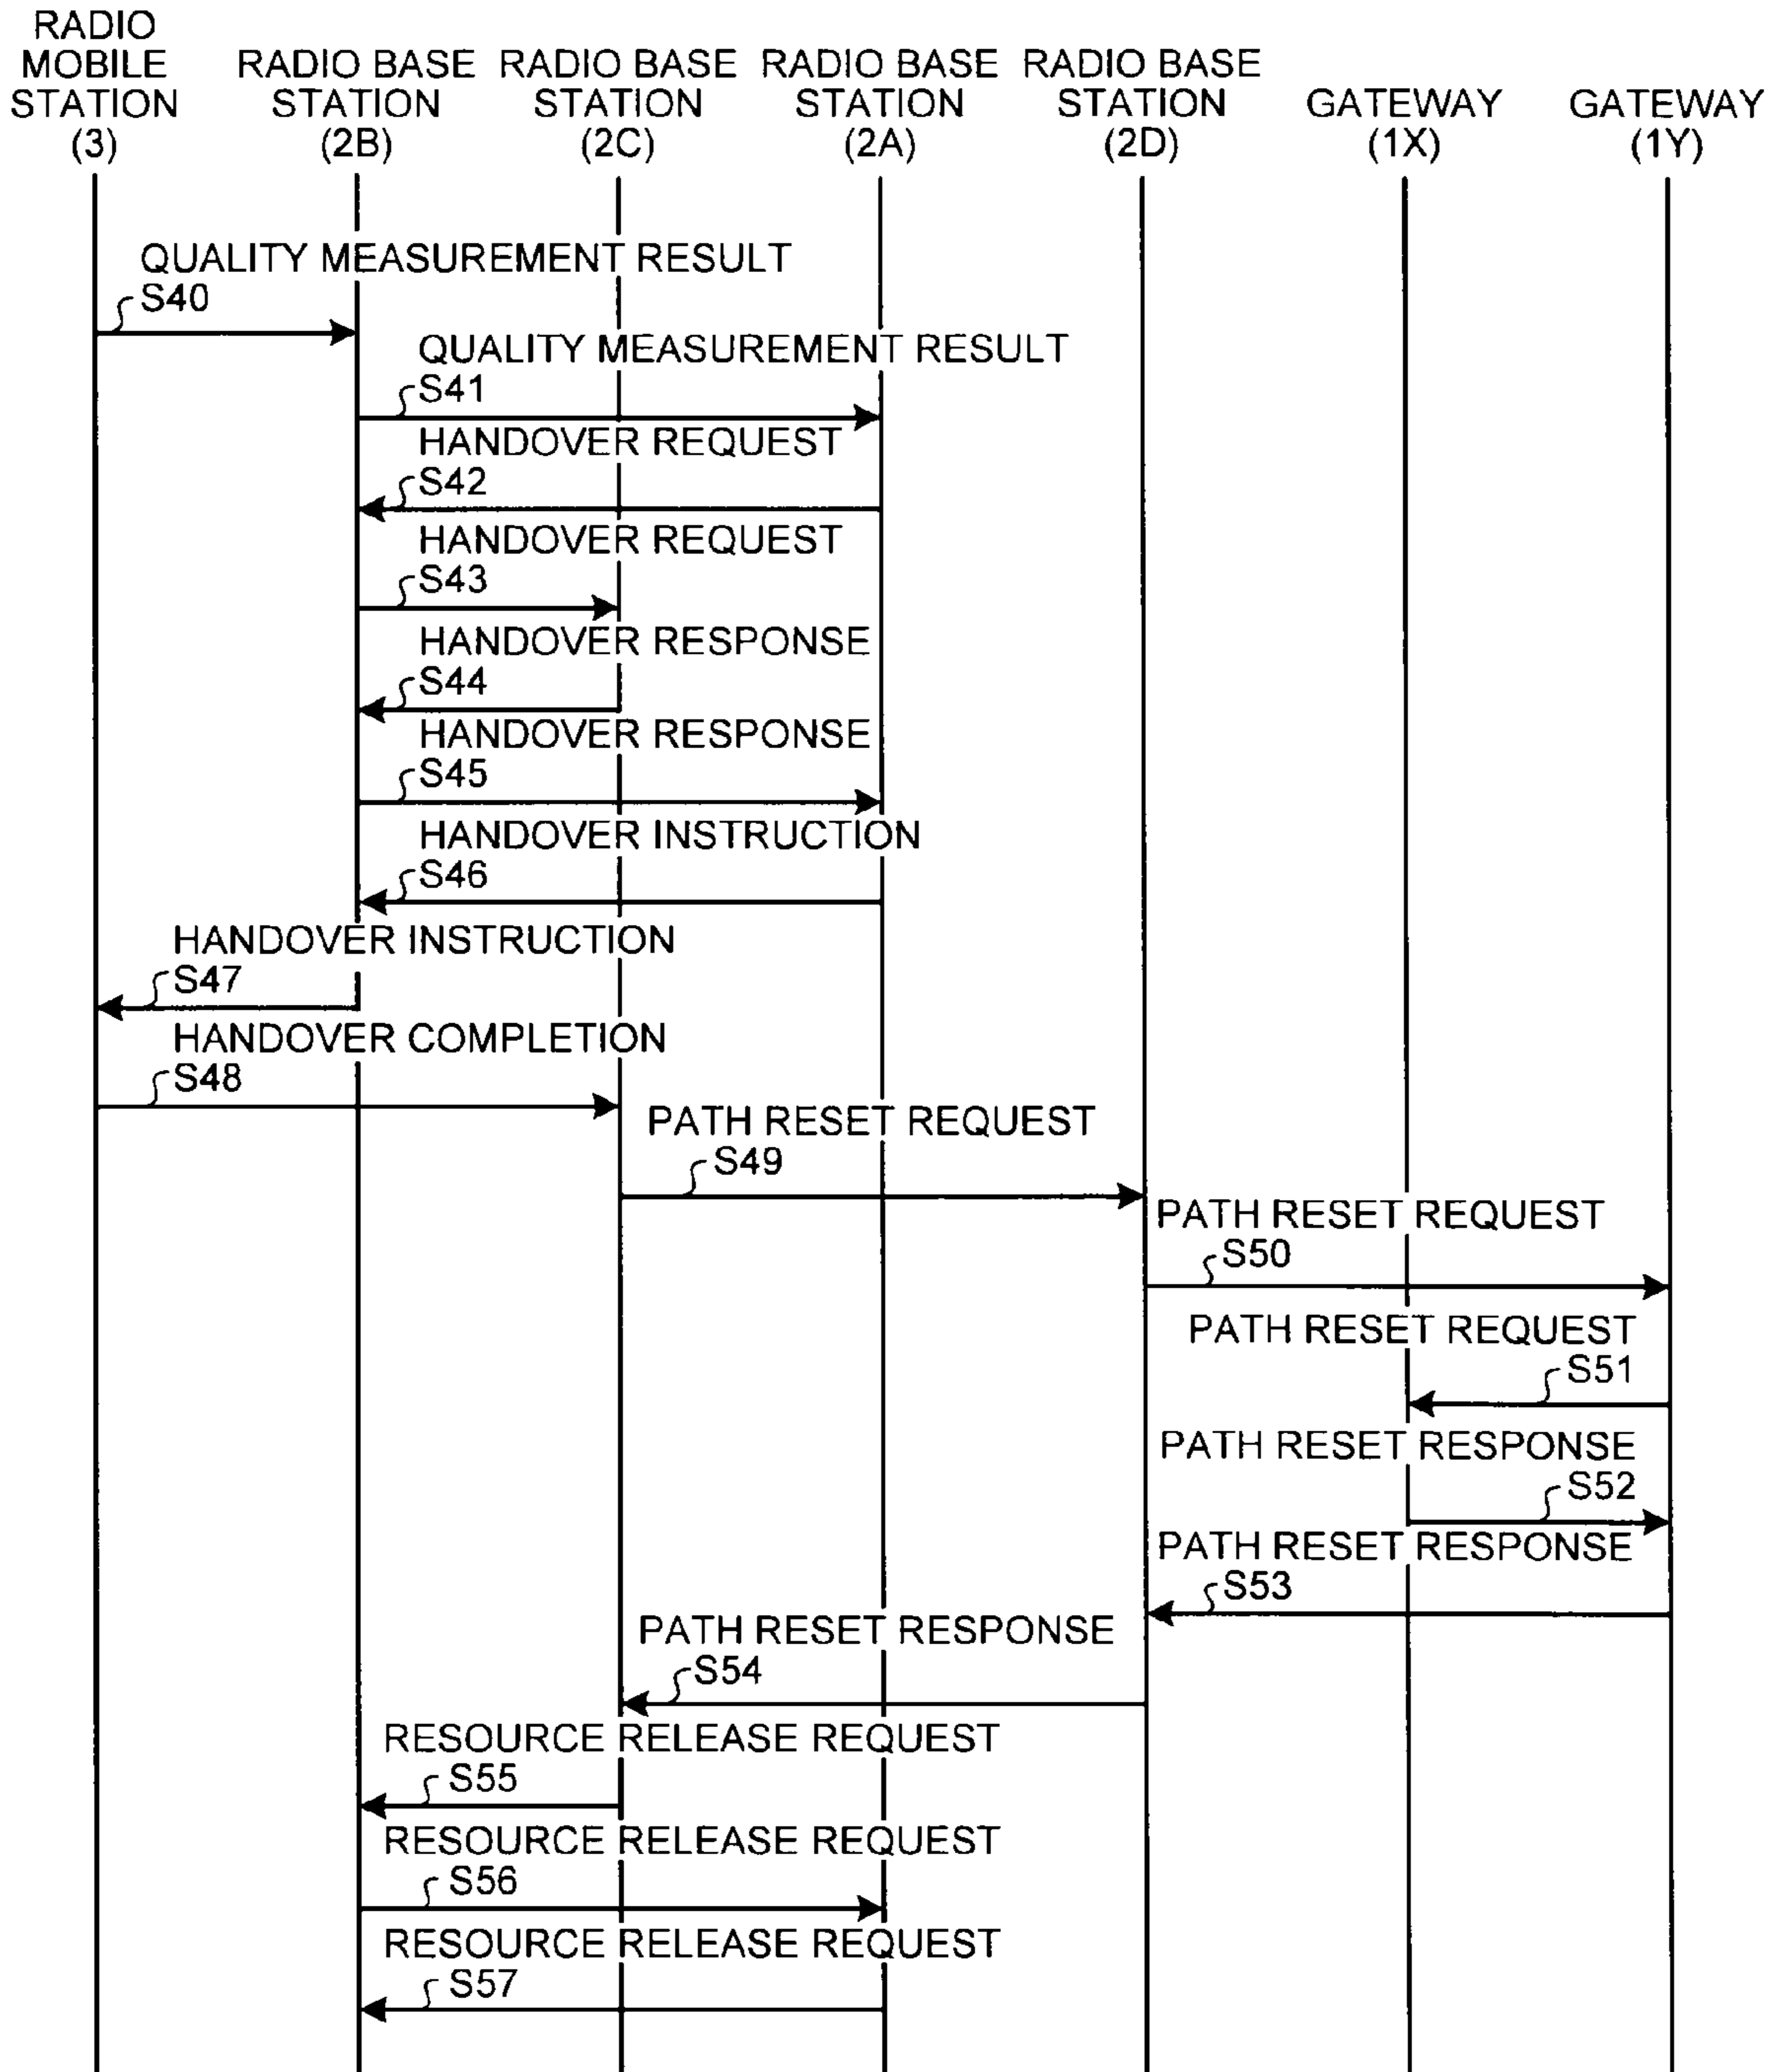 RADIO
MOBILE
STATION
(3)
RADIO BASE
STATION
(2B)
RADIO BASE
STATION
(2C)
RADIO BASE
STATION
(2A)
RADIO BASE
STATION
(2D)
GATEWAY
(1X)
GATEWAY
(1Y)
QUALITY MEASUREMENT RESULT
S40
QUALITY MEASUREMENT RESULT
S41
HANDOVER REQUEST
S42
HANDOVER REQUEST
S43
HANDOVER RESPONSE
S44
HANDOVER RESPONSE
S45
HANDOVER INSTRUCTION
S46
HANDOVER INSTRUCTION
S47
HANDOVER COMPLETION
S48
PATH RESET REQUEST
S49
PATH RESET REQUEST
S50
PATH RESET REQUEST
S51
PATH RESET RESPONSE
S52
PATH RESET RESPONSE
S53
PATH RESET RESPONSE
S54
RESOURCE RELEASE REQUEST
S55
RESOURCE RELEASE REQUEST
S56
RESOURCE RELEASE REQUEST
S57